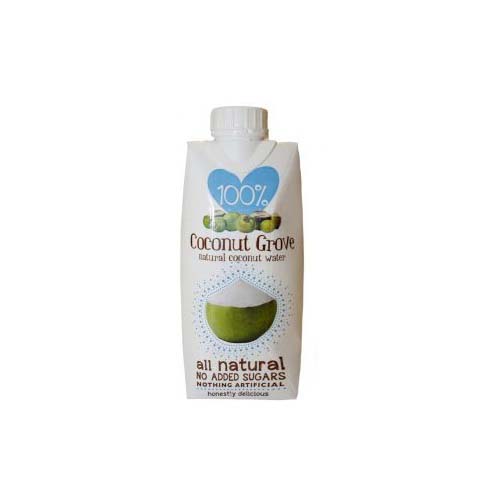 100%
Coconut Grove
natural coconut water
all natural
NO ADDED SUGARS
NOTHING ARTIFICIAL
honestly delicious